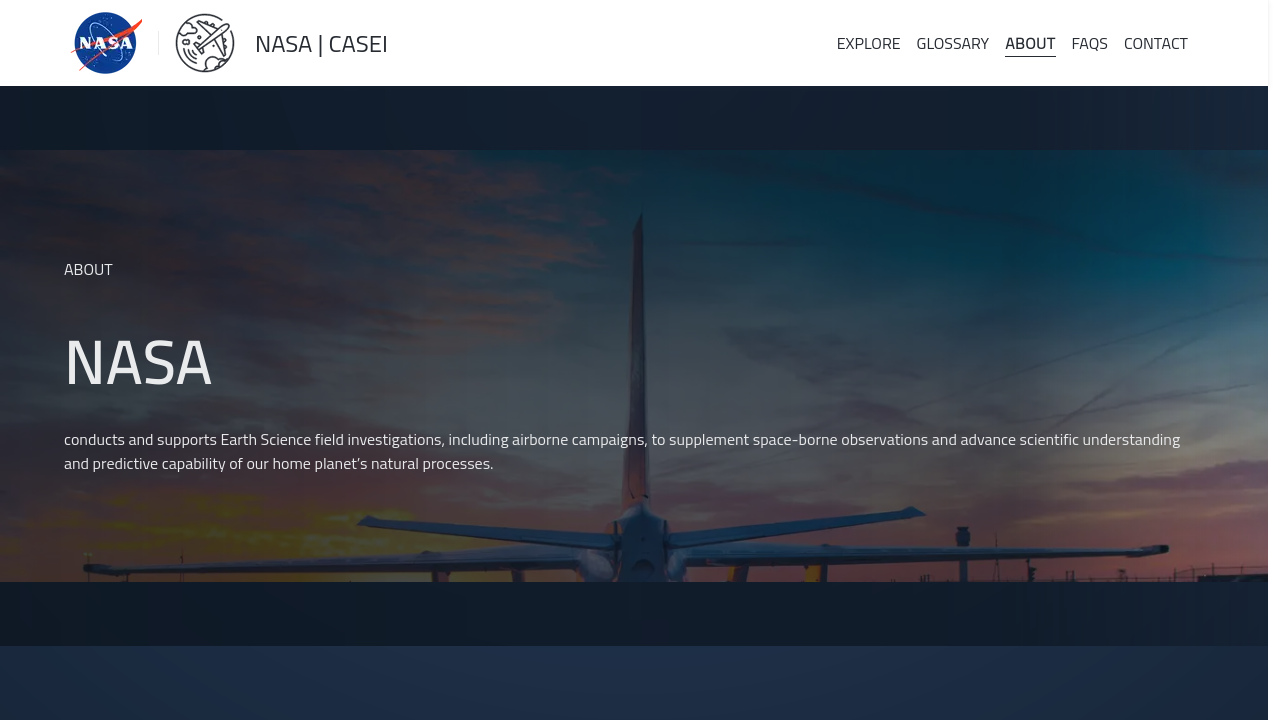 NASA
NASA | CASEI
EXPLORE GLOSSARY ABOUT FAQS CONTACT
ABOUT
NASA
conducts and supports Earth Science field investigations, including airborne campaigns, to supplement space-borne observations and advance scientific understanding
and predictive capability of our home planet’s natural processes.